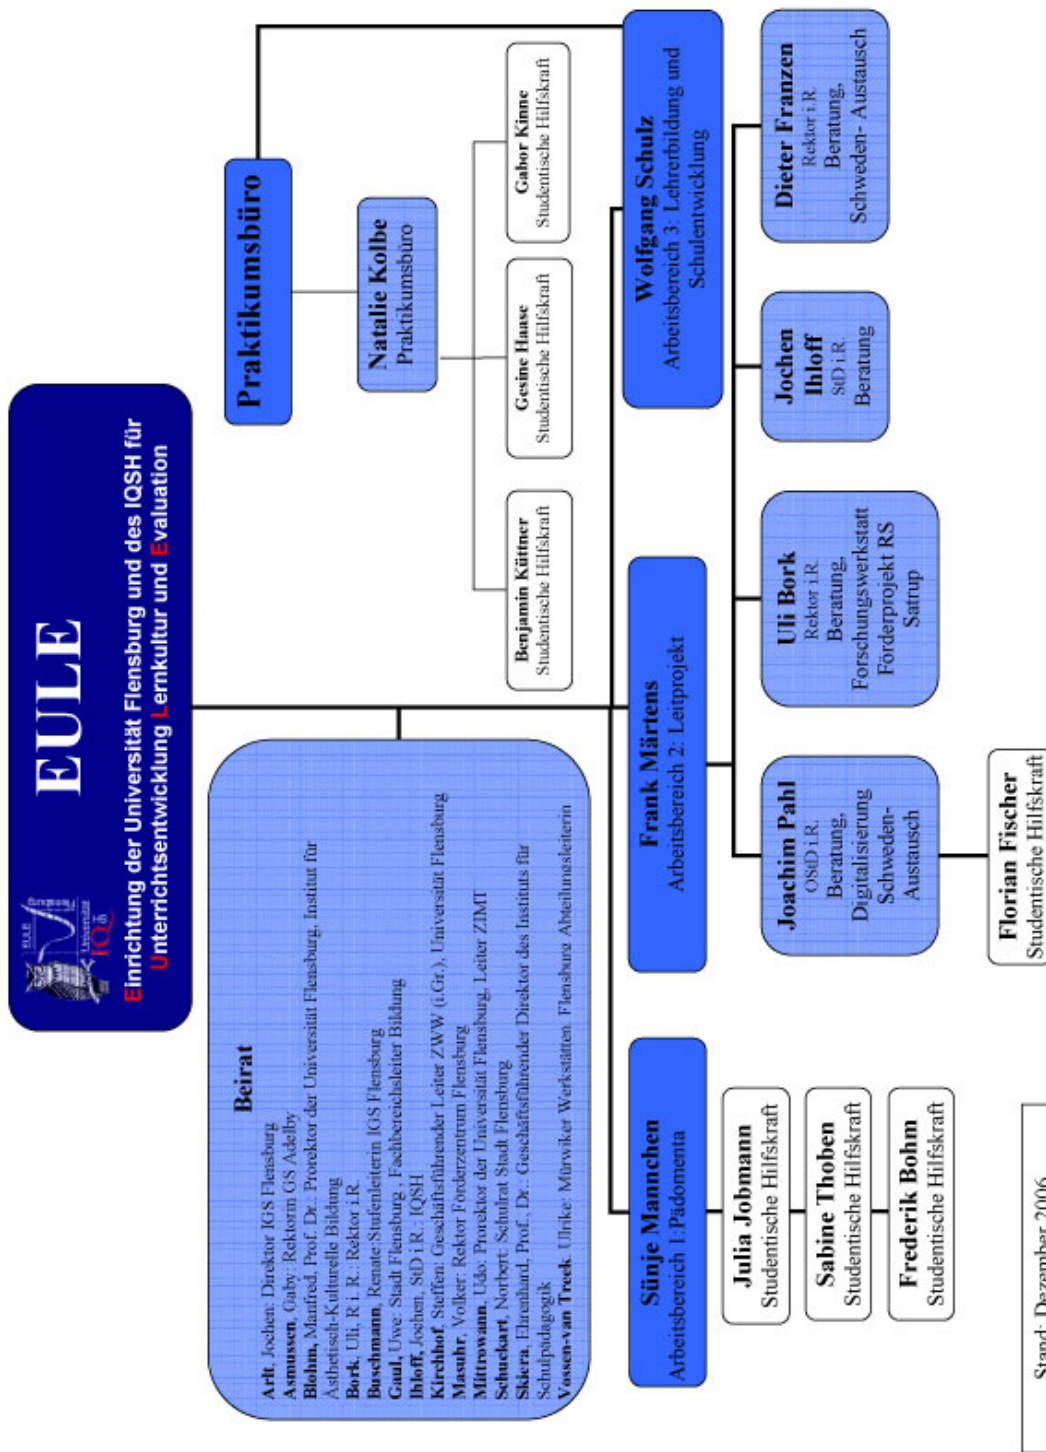 EULE
EULE
Universität
IQSH
Einrichtung der Universität Flensburg und des IQSH für
Unterrichtsentwicklung Lernkultur und Evaluation
Beirat
Arlt, Jochen: Direktor IGS Flensburg
Asmussen, Gaby: Rektorin GS Adelby
Blohm, Manfred, Prof. Dr.: Prorektor der Universität Flensburg, Institut für
Ästhetisch-Kulturelle Bildung
Bork, Uli, R i .R.: Rektor i.R.
Buschmann, Renate:Stufenleiterin IGS Flensburg
Gaul, Uwe: Stadt Flensburg , Fachbereichsleiter Bildung
Ihloff, Jochen, StD i.R.: IQSH
Kirchhof, Steffen: Geschäftsführender Leiter ZWW (i.Gr.), Universität Flensburg
Masuhr, Volker: Rektor Förderzentrum Flensburg
Mittrowann, Udo: Prorektor der Universität Flensburg, Leiter ZIMT
Schuckart, Norbert: Schulrat Stadt Flensburg
Skiera, Ehrenhard, Prof., Dr.: Geschäftsführender Direktor des Instituts für
Schulpädagogik
Vossen-van Treek, Ulrike: Mürwiker Werkstätten, Flensburg Abteilungsleiterin
Praktikumsbüro
Natalie Kolbe
Praktikumsbüro
Benjamin Küttner
Studentische Hilfskraft
Gesine Haase
Studentische Hilfskraft
Gabor Kinne
Studentische Hilfskraft
Sünje Mannchen
Arbeitsbereich 1:Pädomenta
Frank Märtens
Arbeitsbereich 2: Leitprojekt
Wolfgang Schulz
Arbeitsbereich 3: Lehrerbildung und
Schulentwicklung
Julia Jobmann
Studentische Hilfskraft
Sabine Thoben
Studentische Hilfskraft
Frederik Bohm
Studentische Hilfskraft
Joachim Pahl
OStD i.R.
Beratung,
Digitalisierung
Schweden-
Austausch
Uli Bork
Rektor i.R.
Beratung,
Forschungswerkstatt
Förderprojekt RS
Satrup
Jochen
Ihloff
StD i.R.
Beratung
Dieter Franzen
Rektor i.R.
Beratung,
Schweden- Austausch
Florian Fischer
Studentische Hilfskraft
Stand: Dezember 2006